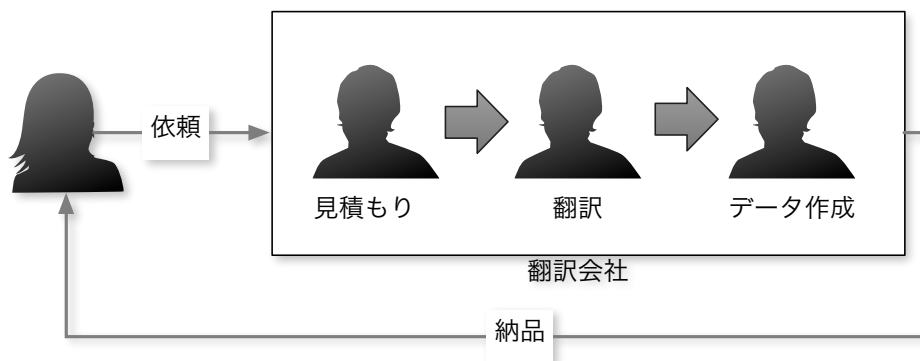 依頼
見積もり
翻訳
データ作成
翻訳会社
納品